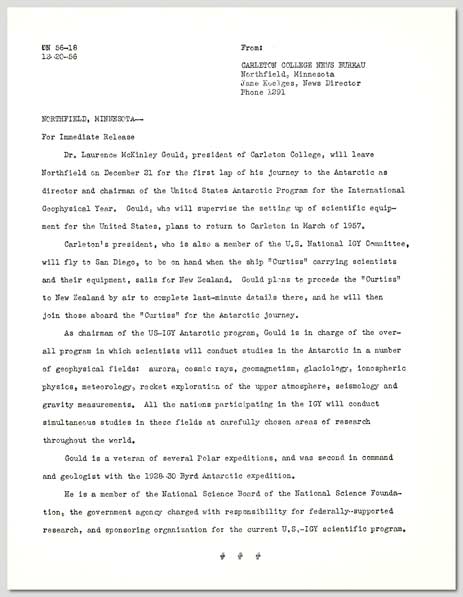 UN 56-18
12-20-56
From:
CARLETON COLLEGE NEWS BUREAU
Northfield, Minnesota
Jane Koelges, News Director
Phone 1291
NORTHFIELD, MINNESOTA--
For Immediate Release
Dr. Laurence McKinley Gould, president of Carleton College, will leave
Northfield on December 21 for the first lap of his journey to the Antarctic as
director and chairman of the United States Antarctic Program for the International
Geophysical Year. Gould, who will supervise the setting up of scientific equip-
ment for the United States, plans to return to Carleton in March of 1957.
Carleton's president, who is also a member of the U.S. National IGY Committee,
will fly to San Diego, to be on hand when the ship "Curtiss" carrying scientists
and their equipment, sails for New Zealand. Gould plans to precede the "Curtiss"
to New Zealand by air to complete last-minute details there, and he will then
join those aboard the "Curtiss" for the Antarctic journey.
As chairman of the US-IGY Antarctic program, Gould is in charge of the over-
all program in which scientists will conduct studies in the Antarctic in a number
of geophysical fields: aurora, cosmic rays, geomagnetism, glaciology, ionospheric
physics, meteorology, rocket exploration of the upper atmosphere, seismology and
gravity measurements. All the nations participating in the IGY will conduct
simultaneous studies in these fields at carefully chosen areas of research
throughout the world.
Gould is a veteran of several Polar expeditions, and was second in command
and geologist with the 1928-30 Byrd Antarctic expedition.
He is a member of the National Science Board of the National Science Founda-
tion, the government agency charged with responsibility for federally-supported
research, and sponsoring organization for the current U.S.-IGY scientific program.
# # #